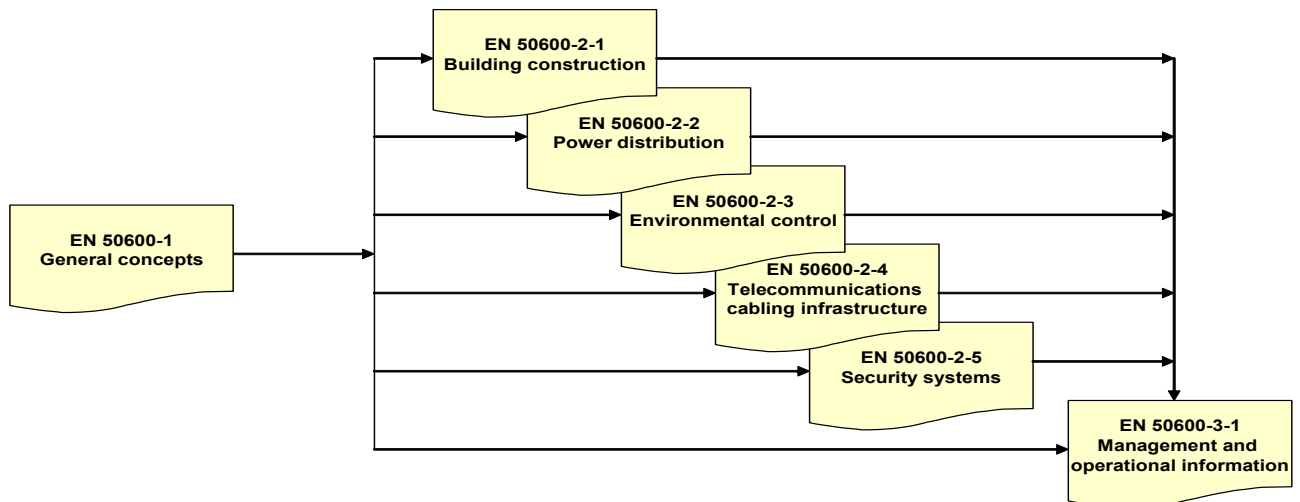 EN 50600-2-1
Building construction
EN 50600-2-2
Power distribution
EN 50600-2-3
Environmental control
EN 50600-1
General concepts
EN 50600-2-4
Telecommunications
cabling infrastructure
EN 50600-2-5
Security systems
EN 50600-3-1
Management and
operational information